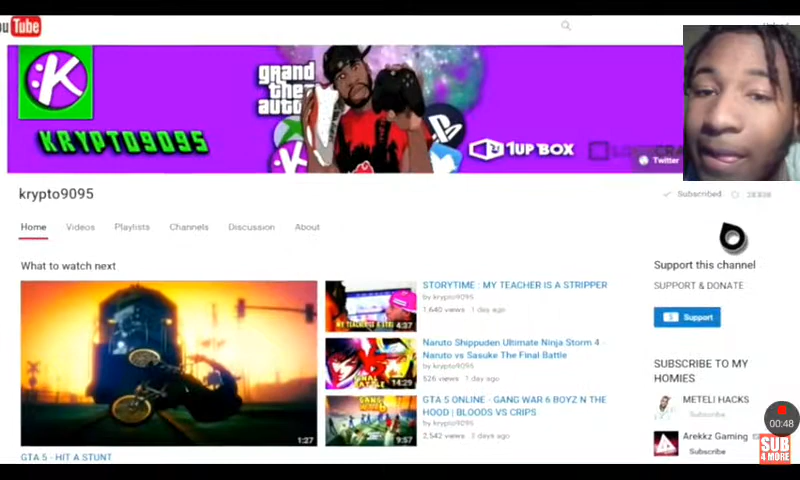 ou Tube
:K
KRYPTO9095
grand
theft
auto
K
1UP BOX
Twitter
krypto9095
Subscribed
Home Videos Playlists Channels Discussion About
What to watch next
Support this channel
SUPPORT & DONATE
Support
SUBSCRIBE TO MY
HOMIES
METELI HACKS
Subscribe
Arekkz Gaming
Subscribe
STORYTIME : MY TEACHER IS A STRIPPER
by krypto9095
1,640 views 1 day ago
4:37
Naruto Shippuden Ultimate Ninja Storm 4 -
Naruto vs Sasuke The Final Battle
by krypto9095
526 views 1 day ago
FINAL
BATTLE
14:29
GTA 5 ONLINE - GANG WAR 6 BOYZ N THE
HOOD | BLOODS VS CRIPS
by krypto9095
2,542 views 3 days ago
GANG
9:57
1:27
GTA 5 - HIT A STUNT
00:48
SUB
4 MORE